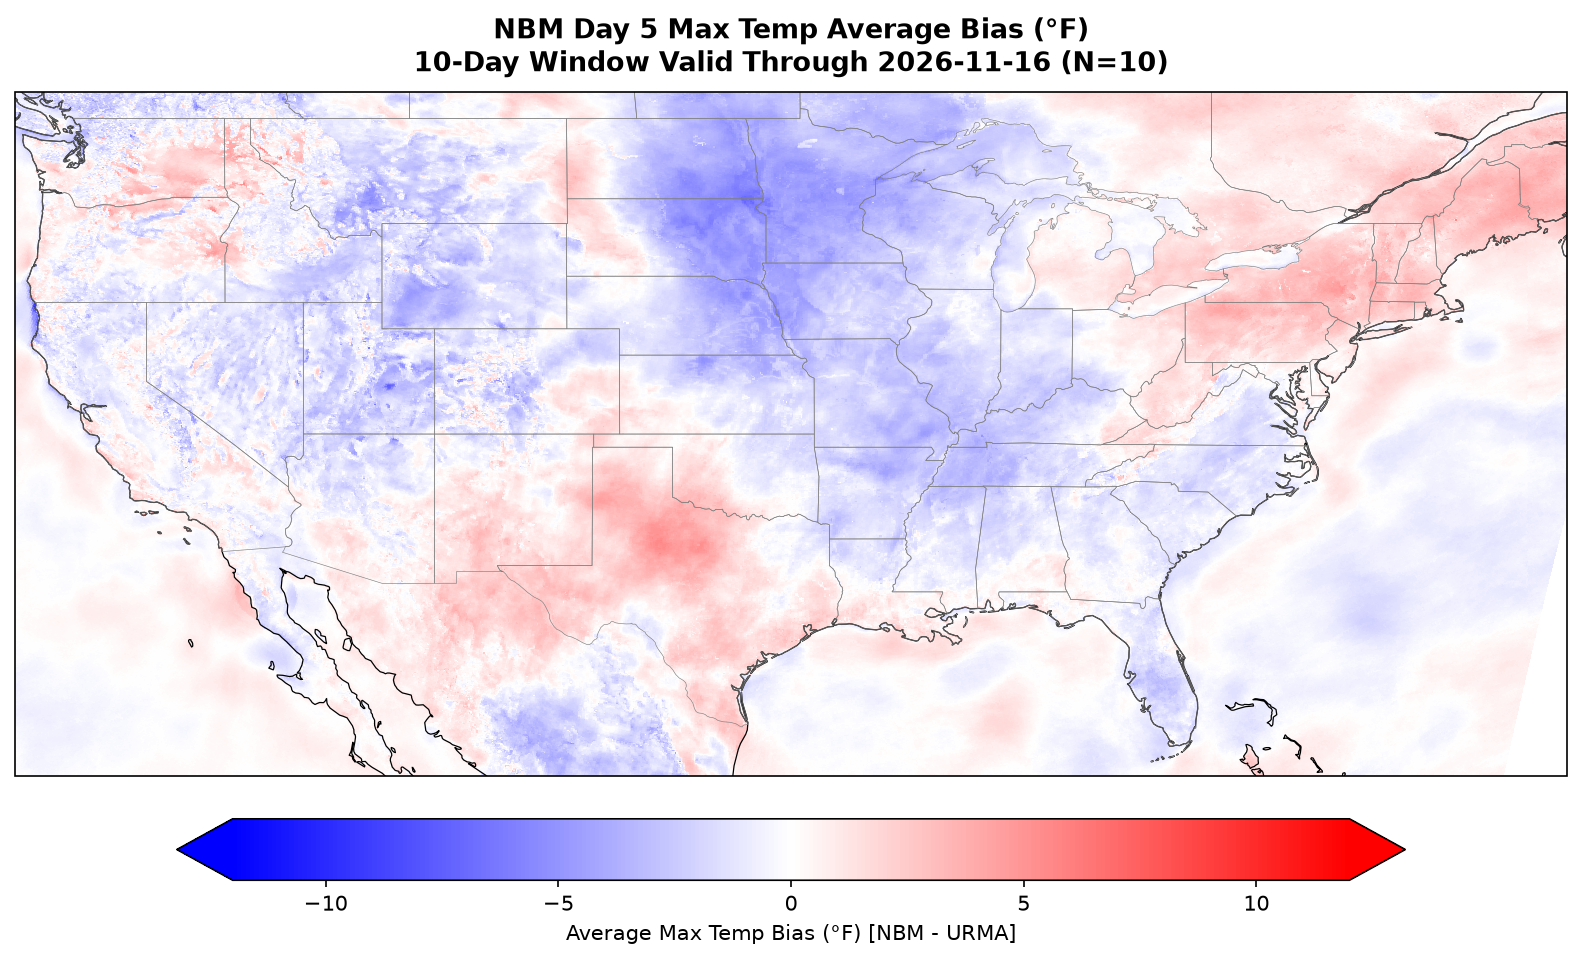 NBM Day 5 Max Temp Average Bias (°F)
10-Day Window Valid Through 2026-11-16 (N=10)
−10 −5 0 5 10
Average Max Temp Bias (°F) [NBM - URMA]